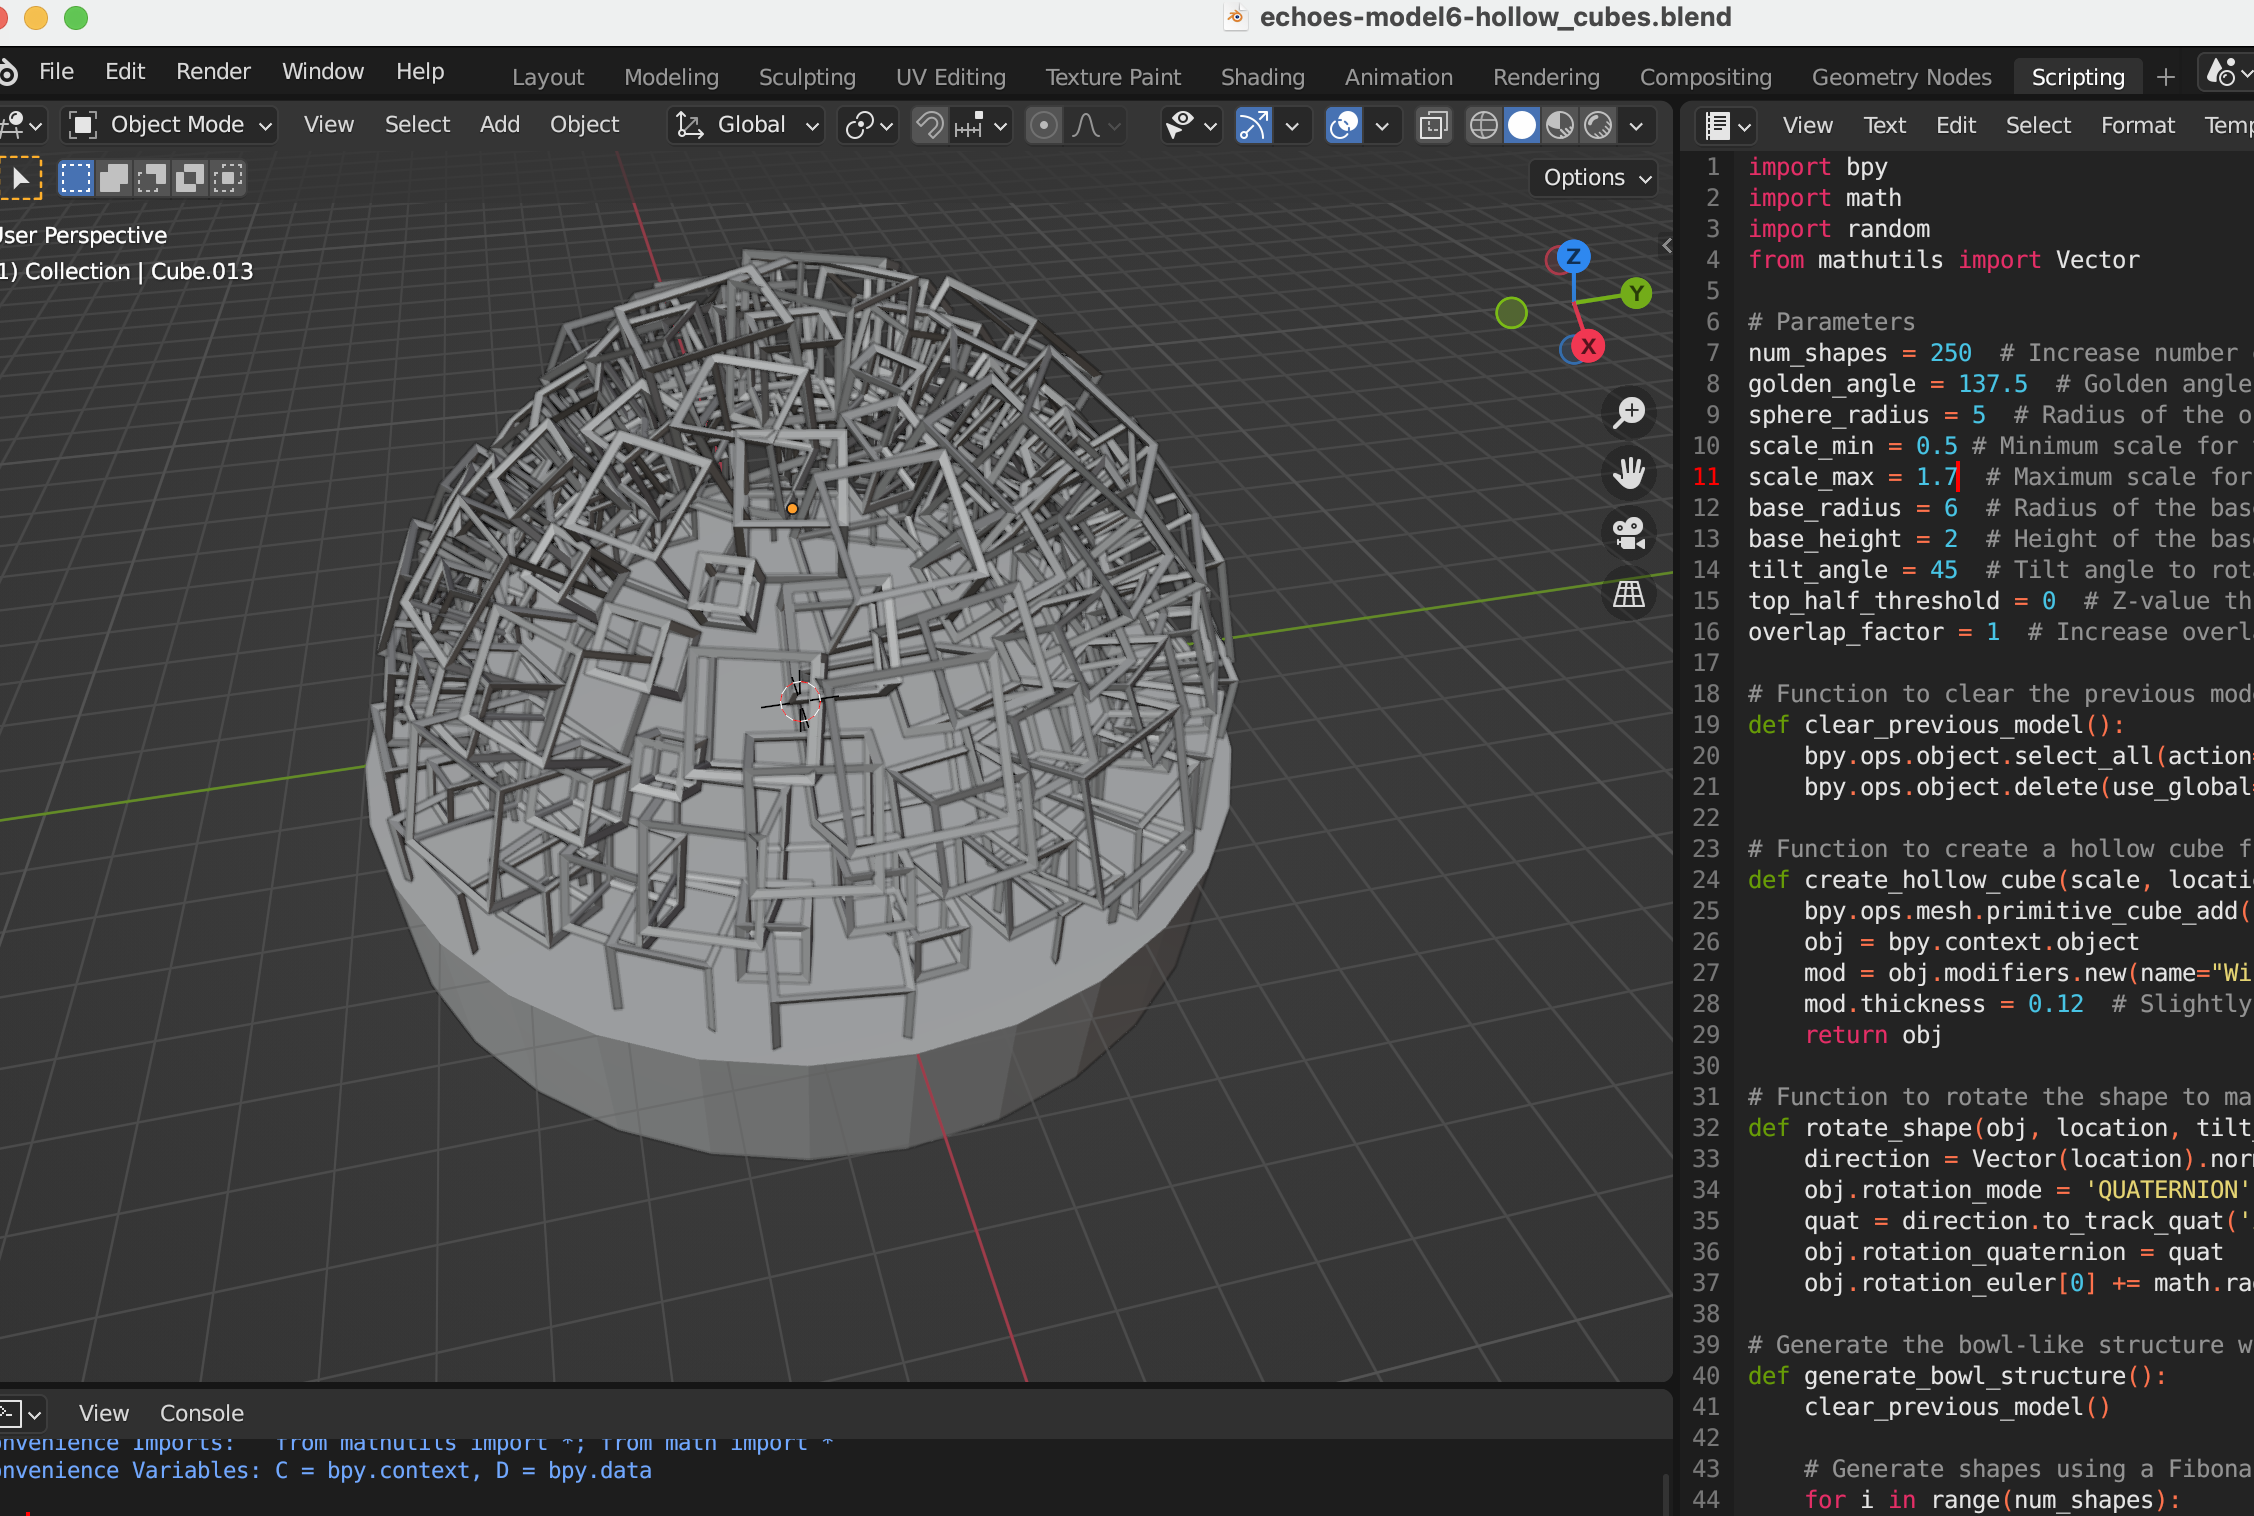 echoes-model6-hollow_cubes.blend
File Edit Render Window Help Layout Modeling Sculpting UV Editing Texture Paint Shading Animation Rendering Compositing Geometry Nodes Scripting +
Object Mode View Select Add Object Global
View Text Edit Select Format
Options
User Perspective
1) Collection | Cube.013
Z
Y
X
1 import bpy
2 import math
3 import random
4 from mathutils import Vector
5
6 # Parameters
7 num_shapes = 250 # Increase number
8 golden_angle = 137.5 # Golden angle
9 sphere_radius = 5 # Radius of the o
10 scale_min = 0.5 # Minimum scale for
11 scale_max = 1.7 # Maximum scale for
12 base_radius = 6 # Radius of the bas
13 base_height = 2 # Height of the bas
14 tilt_angle = 45 # Tilt angle to rot
15 top_half_threshold = 0 # Z-value th
16 overlap_factor = 1 # Increase overl
17
18 # Function to clear the previous mod
19 def clear_previous_model():
20 bpy.ops.object.select_all(action
21 bpy.ops.object.delete(use_global
22
23 # Function to create a hollow cube f
24 def create_hollow_cube(scale, locati
25 bpy.ops.mesh.primitive_cube_add(
26 obj = bpy.context.object
27 mod = obj.modifiers.new(name="Wi
28 mod.thickness = 0.12 # Slightly
29 return obj
30
31 # Function to rotate the shape to ma
32 def rotate_shape(obj, location, tilt_
33 direction = Vector(location).nor
34 obj.rotation_mode = 'QUATERNION'
35 quat = direction.to_track_quat('
36 obj.rotation_quaternion = quat
37 obj.rotation_euler[0] += math.ra
38
39 # Generate the bowl-like structure w
40 def generate_bowl_structure():
41 clear_previous_model()
42
43 # Generate shapes using a Fibona
44 for i in range(num_shapes):
View Console
nvenience Imports: from mathutils import *; from math import *
nvenience Variables: C = bpy.context, D = bpy.data